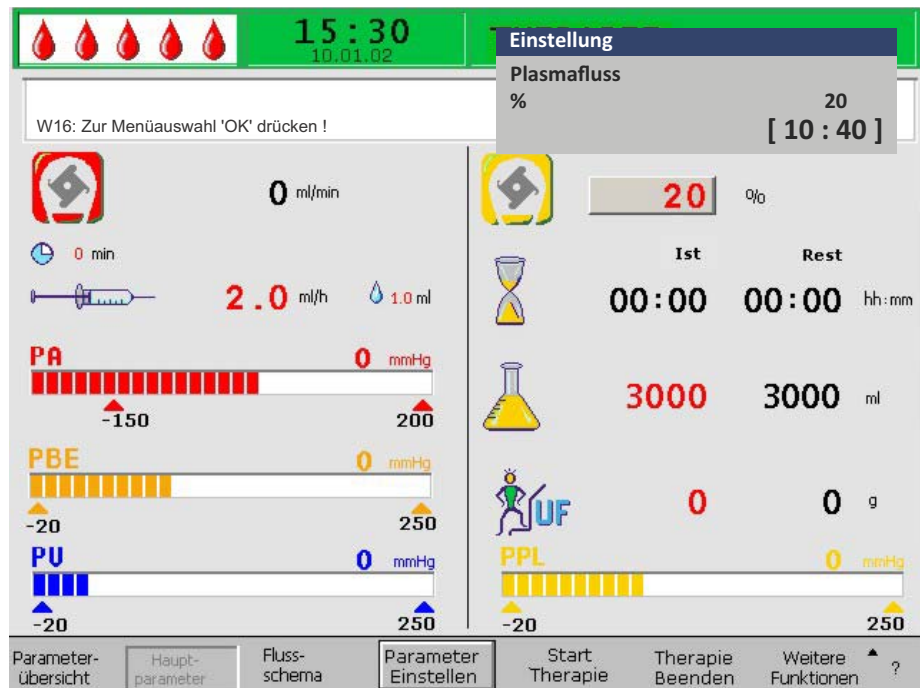 15:30
10.01.02
Einstellung
Plasmafluss
% 20
[ 10 : 40 ]
W16: Zur Menüauswahl 'OK' drücken !
0 ml/min
0 min
2.0 ml/h 1.0 ml
PA 0 mmHg
-150 200
PBE 0 mmHg
-20 250
PV 0 mmHg
-20 250
20 %
Ist Rest
00:00 00:00 hh:mm
3000 3000 ml
UF 0 0 g
PPL 0 mmHg
-20 250
Parameter-
übersicht
Haupt-
parameter
Fluss-
schema
Parameter
Einstellen
Start
Therapie
Therapie
Beenden
Weitere
Funktionen
?